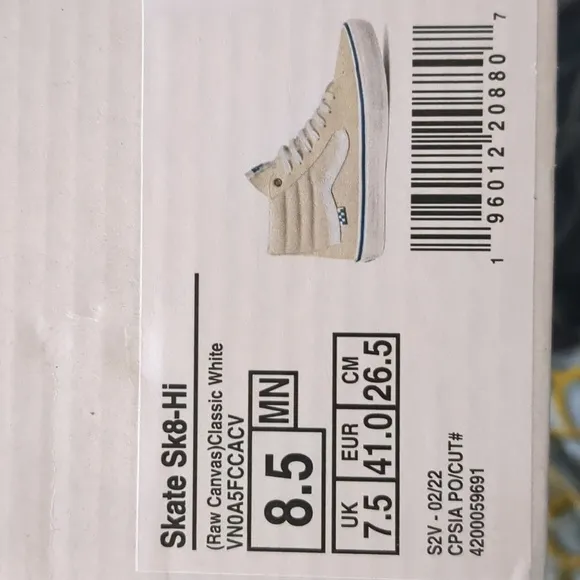 Skate Sk8-Hi
(Raw Canvas)Classic White
VN0A5FCCACV
8.5 MN
UK EUR CM
7.5 41.0 26.5
S2V - 02/22
CPSIA PO/CUT#
4200059691
1 96012 20880 7